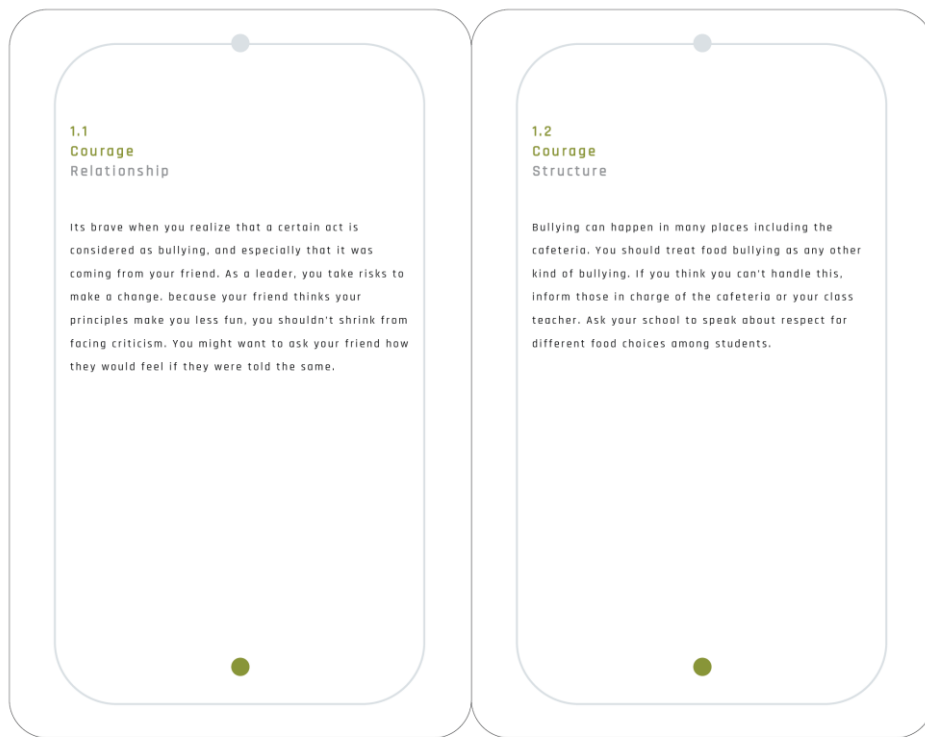 1.1
Courage
Relationship
Its brave when you realize that a certain act is
considered as bullying, and especially that it was
coming from your friend. As a leader, you take risks to
make a change. because your friend thinks your
principles make you less fun, you shouldn't shrink from
facing criticism. You might want to ask your friend how
they would feel if they were told the same.
1.2
Courage
Structure
Bullying can happen in many places including the
cafeteria. You should treat food bullying as any other
kind of bullying. If you think you can't handle this,
inform those in charge of the cafeteria or your class
teacher. Ask your school to speak about respect for
different food choices among students.